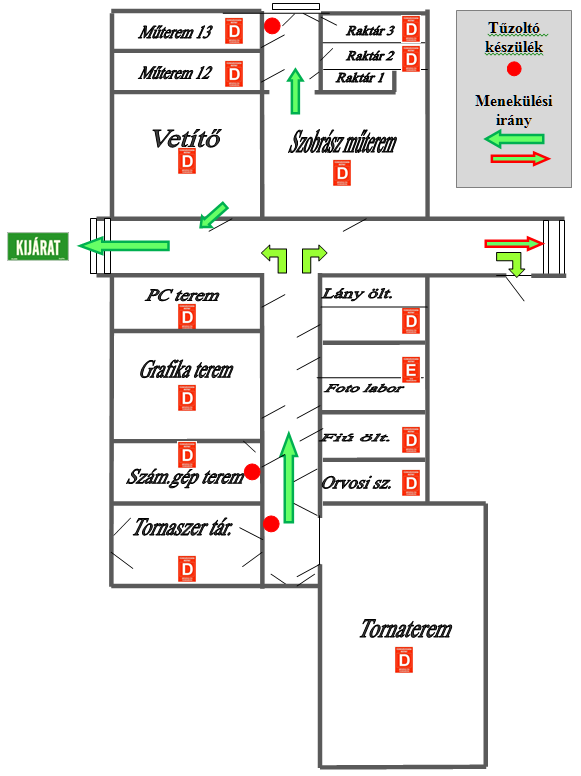 Műterem 13
D
Raktár 3
D
Tűzoltó
készülék
Műterem 12
D
Raktár 2
D
Raktár 1
Menekülési
irány
Vetítő
D
Szobrász műterem
D
KIJÁRAT
PC terem
D
Lány ölt.
D
Grafika terem
D
E
Foto labor
D
Szám.gép terem
Fiú ölt.
D
Orvosi sz.
D
Tornaszer tár.
D
Tornaterem
D